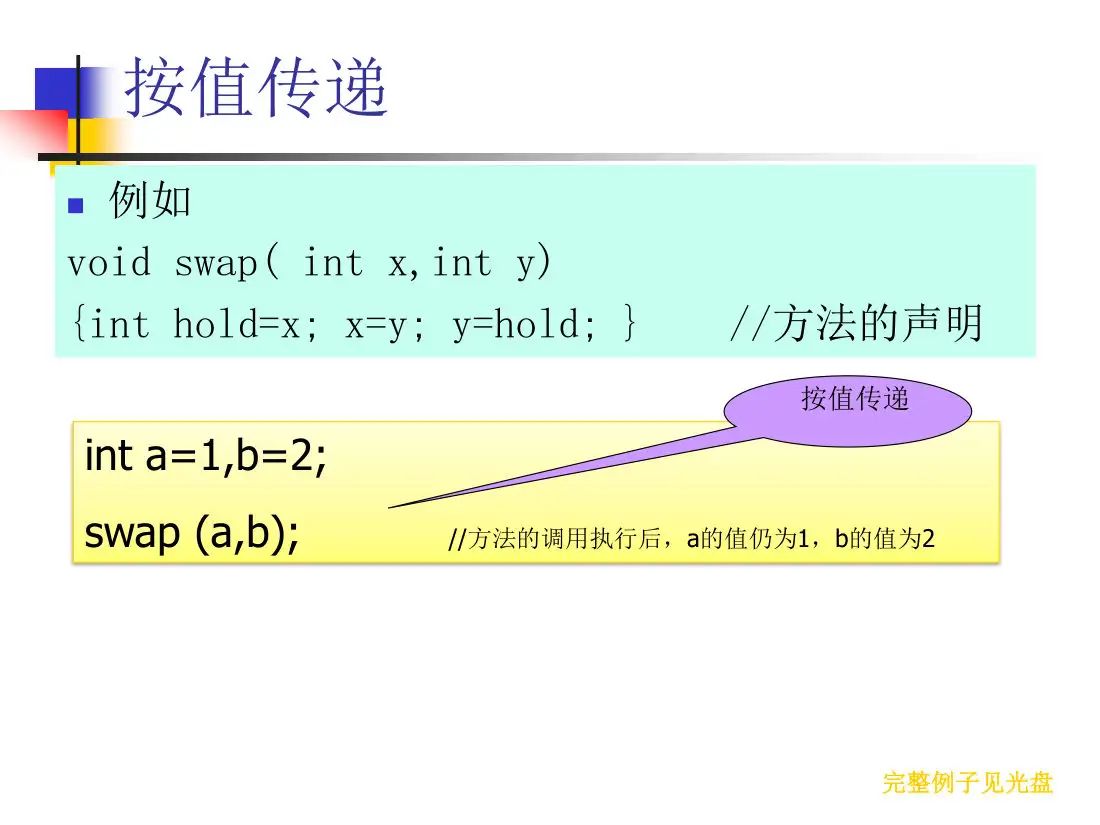 按值传递
例如
void swap( int x,int y)
{int hold=x; x=y; y=hold; } //方法的声明
按值传递
int a=1,b=2;
swap (a,b); //方法的调用执行后，a的值仍为1，b的值为2
完整例子见光盘